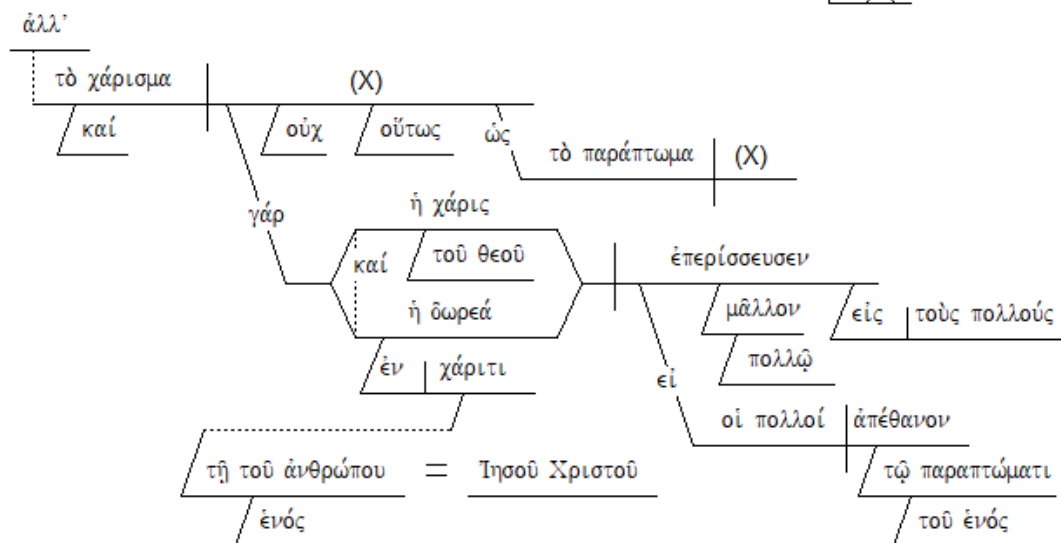 ἀλλ’
τὸ χάρισμα (X)
καί οὐχ οὕτως ὡς
τὸ παράπτωμα (X)
γάρ ἡ χάρις
καί τοῦ θεοῦ ἐπερίσσευσεν
ἡ δωρεά μᾶλλον εἰς τοὺς πολλούς
ἐν χάριτι πολλῷ
εἰ
οἱ πολλοί ἀπέθανον
τῇ τοῦ ἀνθρώπου = Ἰησοῦ Χριστοῦ τῷ παραπτώματι
ἑνός τοῦ ἑνός